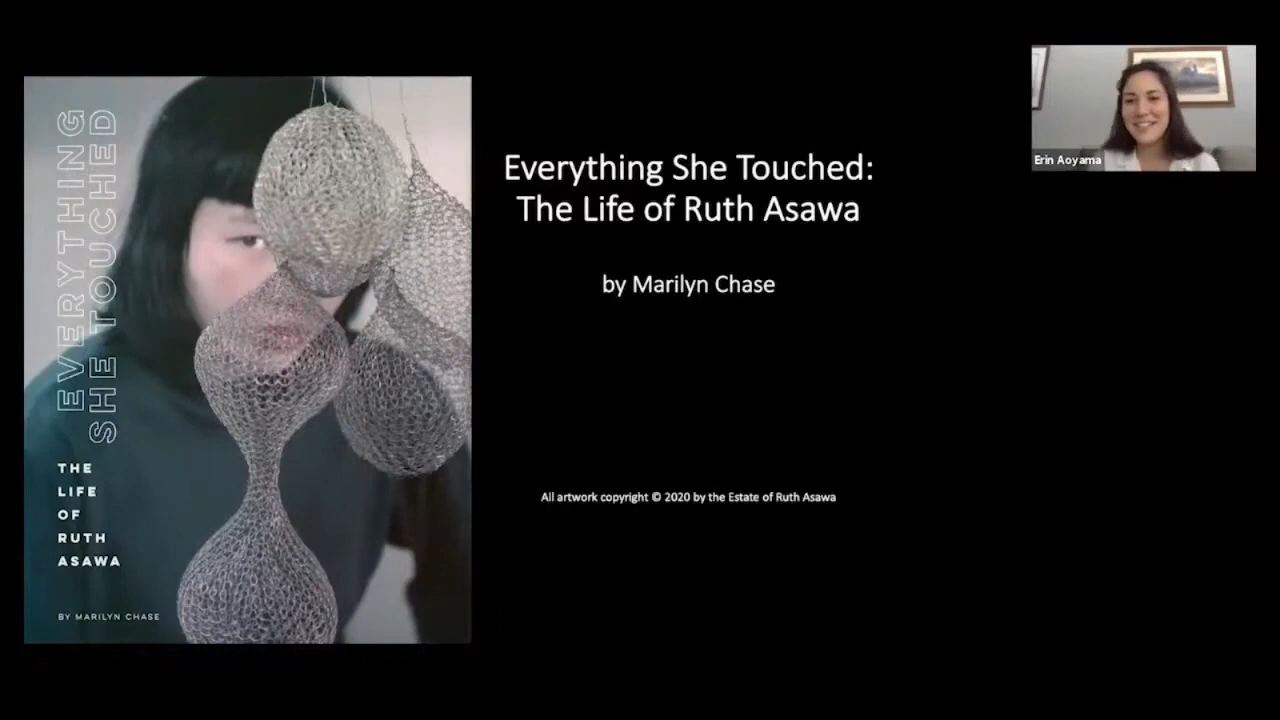 EVERYTHING
SHE TOUCHED
THE
LIFE
OF
RUTH
ASAWA
BY MARILYN CHASE
Everything She Touched:
The Life of Ruth Asawa
by Marilyn Chase
All artwork copyright © 2020 by the Estate of Ruth Asawa
Erin Aoyama